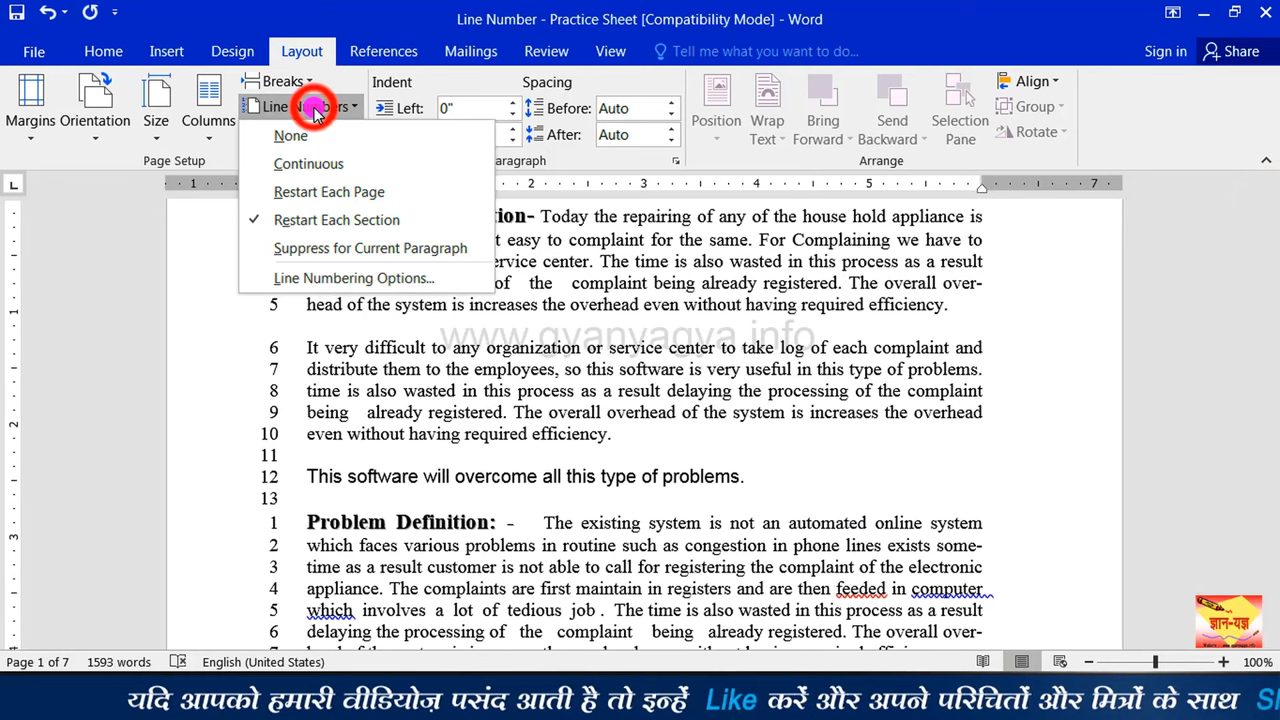 Line Number - Practice Sheet [Compatibility Mode] - Word
File Home Insert Design Layout References Mailings Review View Tell me what you want to do... Sign in Share
Margins Orientation Size Columns
Breaks
Line
Page Setup
Indent
Left: 0"
Spacing
Before: Auto
After: Auto
Position Wrap Text Bring Forward Send Backward Selection Pane
Align
Group
Rotate
Arrange
None
Continuous
Restart Each Page
Restart Each Section
Suppress for Current Paragraph
Line Numbering Options...
1 2 3 4 5 7
Today the repairing of any of the house hold appliance is
easy to complaint for the same. For Complaining we have to
center. The time is also wasted in this process as a result
of the complaint being already registered. The overall over-
5 head of the system is increases the overhead even without having required efficiency.
www.gyanyagya.info
6 It very difficult to any organization or service center to take log of each complaint and
7 distribute them to the employees, so this software is very useful in this type of problems.
8 time is also wasted in this process as a result delaying the processing of the complaint
9 being already registered. The overall overhead of the system is increases the overhead
10 even without having required efficiency.
11
12 This software will overcome all this type of problems.
13
1 Problem Definition: - The existing system is not an automated online system
2 which faces various problems in routine such as congestion in phone lines exists some-
3 time as a result customer is not able to call for registering the complaint of the electronic
4 appliance. The complaints are first maintain in registers and are then feeded in computer
5 which involves a lot of tedious job . The time is also wasted in this process as a result
6 delaying the processing of the complaint being already registered. The overall over-
ज्ञान-यज्ञ
Page 1 of 7 1593 words English (United States) 100%
यदि आपको हमारी वीडियोज़ पसंद आती है तो इन्हें Like करें और अपने परिचितों और मित्रों के साथ